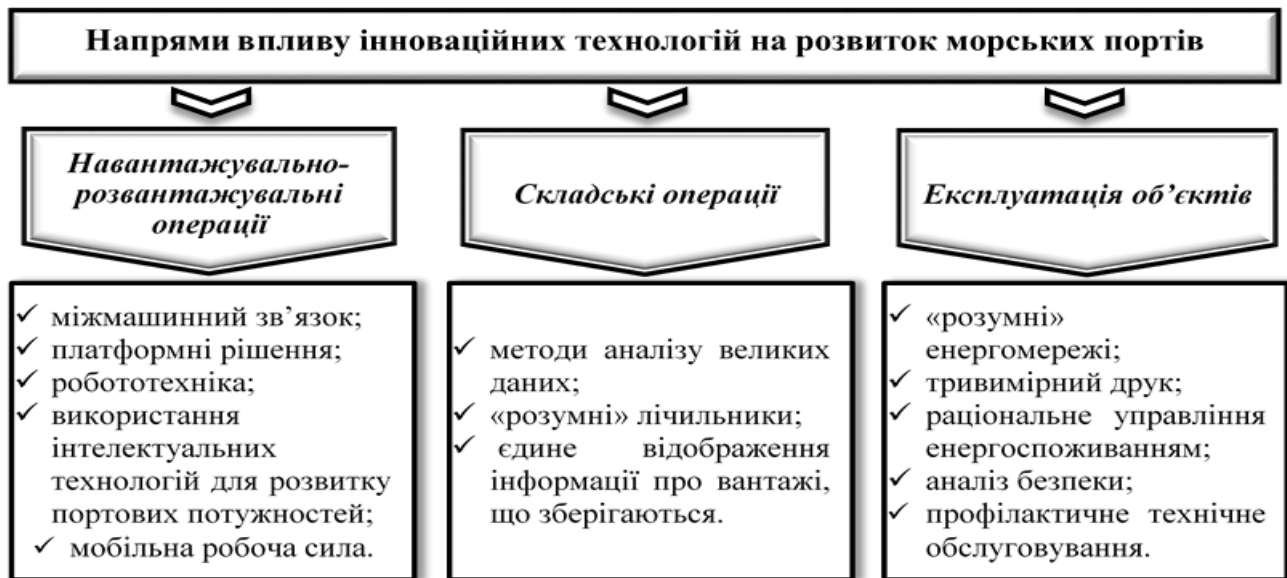 Напрями впливу інноваційних технологій на розвиток морських портів
Навантажувально-
розвантажувальні
операції
✓ міжмашинний зв’язок;
✓ платформні рішення;
✓ робототехніка;
✓ використання
інтелектуальних
технологій для розвитку
портових потужностей;
✓ мобільна робоча сила.
Складські операції
✓ методи аналізу великих
даних;
✓ «розумні» лічильники;
✓ єдине відображення
інформації про вантажі,
що зберігаються.
Експлуатація об’єктів
✓ «розумні»
енергомережі;
✓ тривимірний друк;
✓ раціональне управління
енергоспоживанням;
✓ аналіз безпеки;
✓ профілактичне технічне
обслуговування.